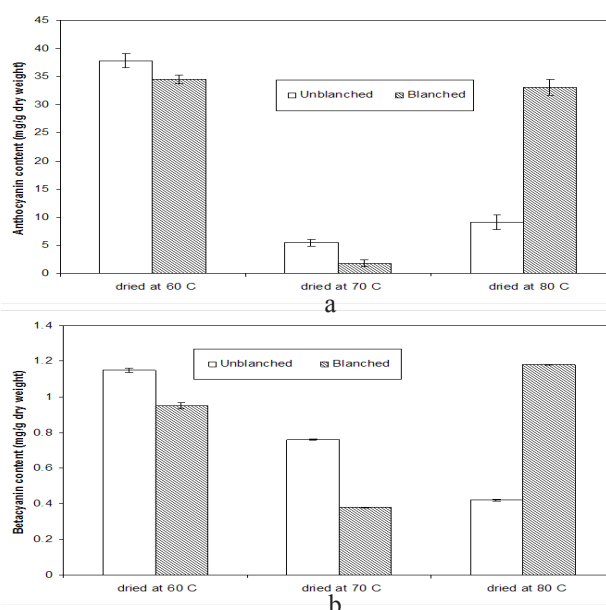 45
40
35
30
25
20
15
10
5
0
Anthocyanin content (mg/g dry weight)
Unblanched Blanched
dried at 60 C dried at 70 C dried at 80 C
a
1.4
1.2
1
0.8
0.6
0.4
0.2
0
Betacyanin content (mg/g dry weight)
Unblanched Blanched
dried at 60 C dried at 70 C dried at 80 C
b